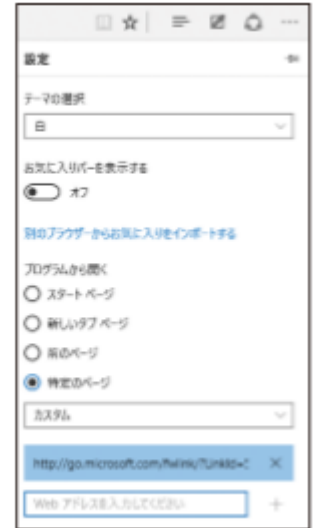 設定
テーマの選択
白
お気に入りバーを表示する
オフ
別のブラウザーからお気に入りをインポートする
プログラムから開く
スタート ページ
新しいタブ ページ
前のページ
特定のページ
カスタム
http://go.microsoft.com/fwlink/?LinkId=
Web アドレスを入力してください